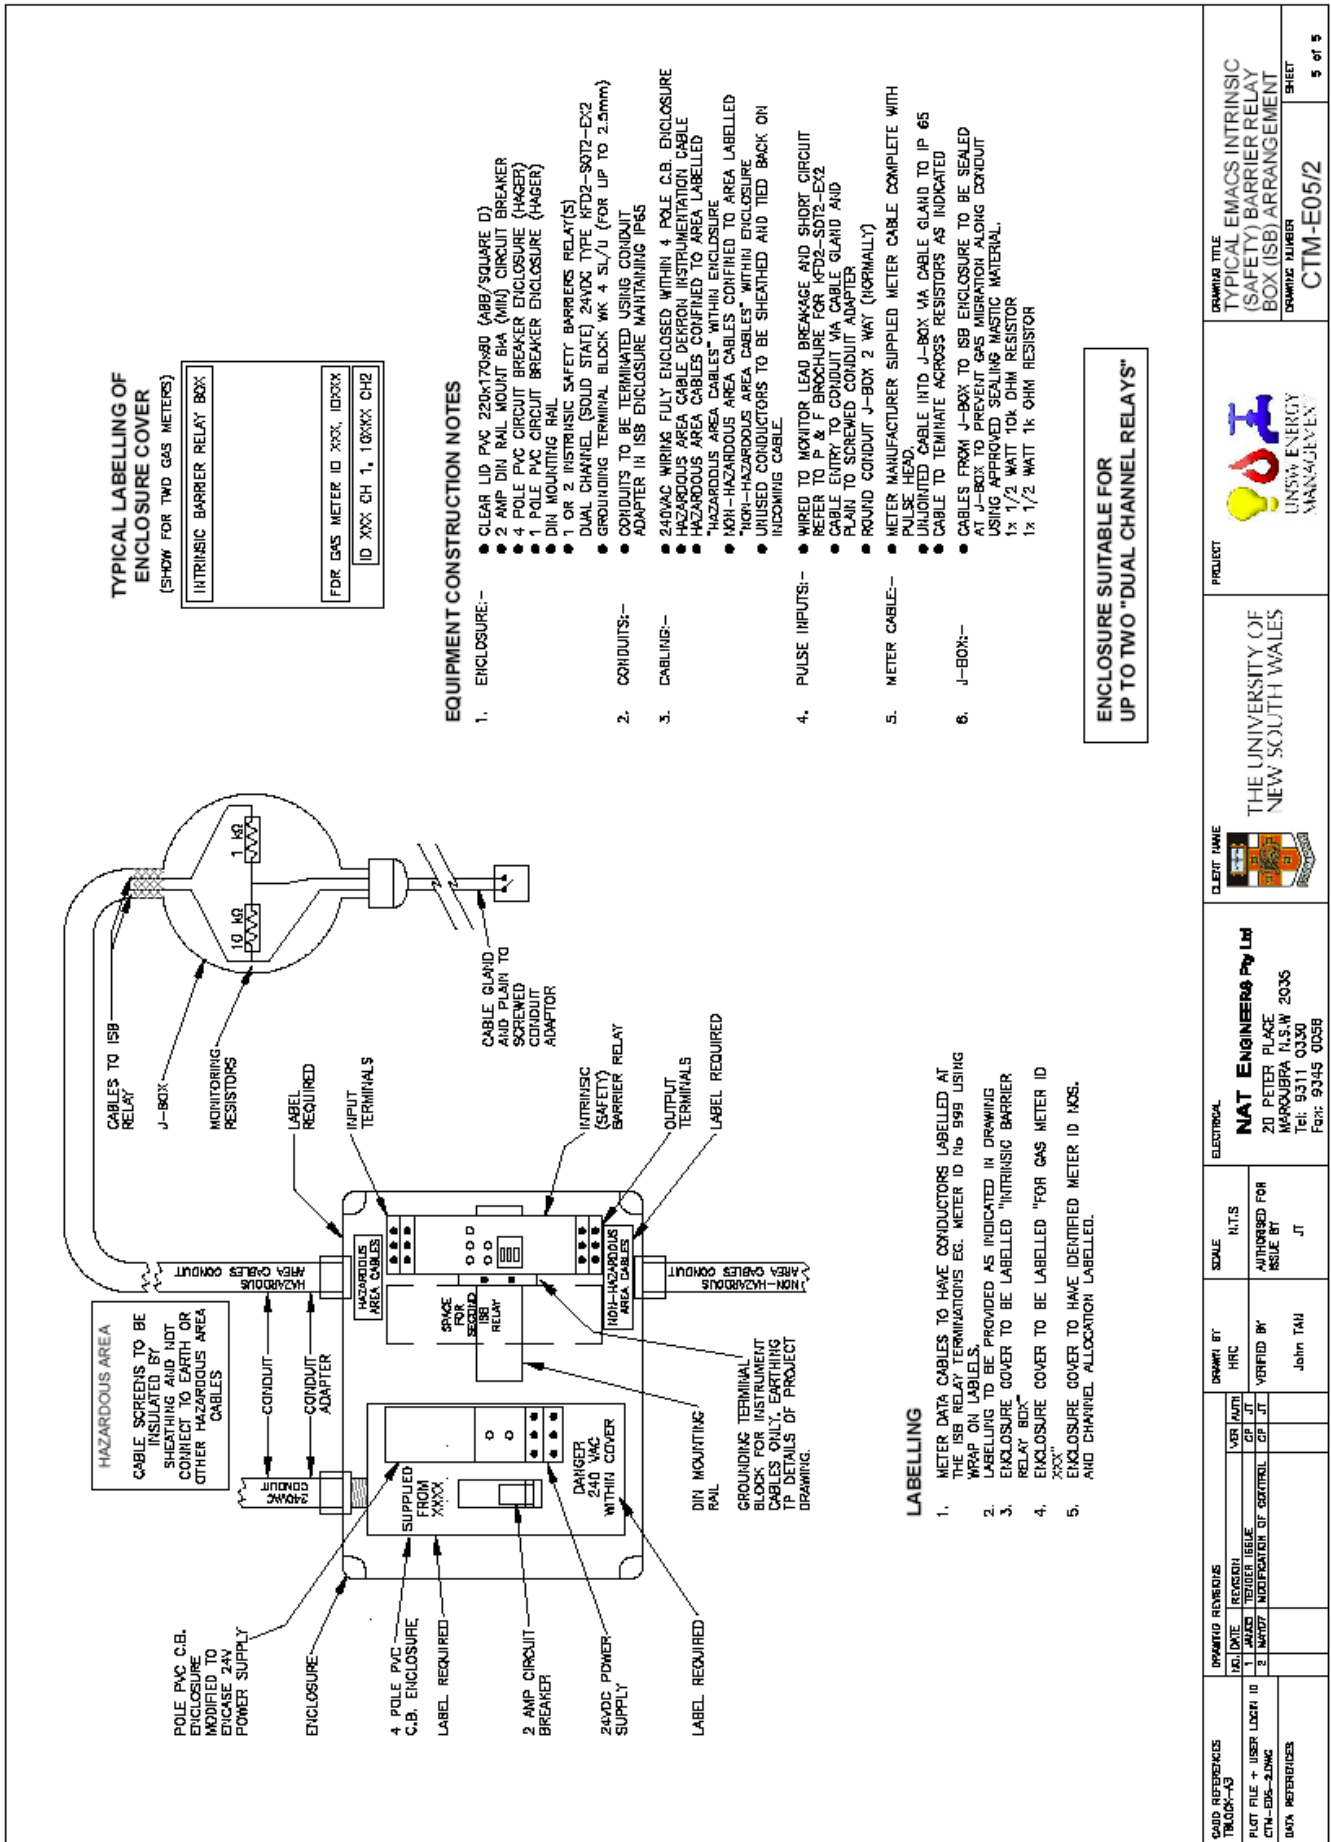 HAZARDOUS AREA
CABLE SCREENS TO BE
INSULATED BY
SHEATHING AND NOT
CONNECT TO EARTH OR
OTHER HAZARDOUS AREA
CABLES
POLE PVC C.B.
ENCLOSURE
MODIFIED TO
ENCASE 24V
POWER SUPPLY
ENCLOSURE
4 POLE PVC
C.B. ENCLOSURE
LABEL REQUIRED
2 AMP CIRCUIT
BREAKER
24VDC POWER
SUPPLY
LABEL REQUIRED
240VAC
CONDUIT
CONDUIT
CONDUIT
ADAPTER
HAZARDOUS
AREA CABLES CONDUIT
SUPPLIED
FROM
XXXX
DANGER
240 VAC
WITHIN COVER
HAZARDOUS
AREA CABLES
SPACE
FOR
SECOND
ISB
RELAY
NON-HAZARDOUS
AREA CABLES
NON-HAZARDOUS
AREA CABLES CONDUIT
DIN MOUNTING
RAIL
GROUNDING TERMINAL
BLOCK FOR INSTRUMENT
CABLES ONLY. EARTHING
TP DETAILS OF PROJECT
DRAWING.
CABLES TO ISB
RELAY
J-BOX
MONITORING
RESISTORS
LABEL
REQUIRED
INPUT
TERMINALS
INTRINSIC
(SAFETY)
BARRIER RELAY
OUTPUT
TERMINALS
LABEL REQUIRED
10 kΩ
1 kΩ
CABLE GLAND
AND PLAIN TO
SCREWED
CONDUIT
ADAPTOR
TYPICAL LABELLING OF
ENCLOSURE COVER
(SHOW FOR TWO GAS METERS)
INTRINSIC BARRIER RELAY BOX
FOR GAS METER ID XXX, IDXXX
ID XXX CH 1, 1DXXX CH2
EQUIPMENT CONSTRUCTION NOTES
1. ENCLOSURE:-
● CLEAR LID PVC 220x170x80 (ABB/SQUARE D)
● 2 AMP DIN RAIL MOUNT 6kA (MIN) CIRCUIT BREAKER
● 4 POLE PVC CIRCUIT BREAKER ENCLOSURE (HAGER)
● 1 POLE PVC CIRCUIT BREAKER ENCLOSURE (HAGER)
● DIN MOUNTING RAIL
● 1 OR 2 INSTRINSIC SAFETY BARRIERS RELAY(S)
DUAL CHANNEL (SOLID STATE) 24VDC TYPE KFD2-SOT2-EX2
● GROUNDING TERMINAL BLOCK WK 4 SL/U (FOR UP TO 2.5mm)
2. CONDUITS:-
● CONDUITS TO BE TERMINATED USING CONDUIT
ADAPTER IN ISB ENCLOSURE MAINTAINING IP65
3. CABLING:-
● 240VAC WIRING FULLY ENCLOSED WITHIN 4 POLE C.B. ENCLOSURE
● HAZARDOUS AREA CABLE DEKRON INSTRUMENTATION CABLE
● HAZARDOUS AREA CABLES CONFINED TO AREA LABELLED
"HAZARDOUS AREA CABLES" WITHIN ENCLOSURE
● NON-HAZARDOUS AREA CABLES CONFINED TO AREA LABELLED
"NON-HAZARDOUS AREA CABLES" WITHIN ENCLOSURE
● UNUSED CONDUCTORS TO BE SHEATHED AND TIED BACK ON
INCOMING CABLE
4. PULSE INPUTS:-
● WIRED TO MONITOR LEAD BREAKAGE AND SHORT CIRCUIT
REFER TO P & F BROCHURE FOR KFD2-SOT2-EX2
● CABLE ENTRY TO CONDUIT VIA CABLE GLAND AND
PLAIN TO SCREWED CONDUIT ADAPTER
● ROUND CONDUIT J-BOX 2 WAY (NORMALLY)
5. METER CABLE:-
● METER MANUFACTURER SUPPLED METER CABLE COMPLETE WITH
PULSE HEAD.
● UNJOINTED CABLE INTO J-BOX VIA CABLE GLAND TO IP 65
● CABLE TO TEMINATE ACROSS RESISTORS AS INDICATED
6. J-BOX:-
● CABLES FROM J-BOX TO ISB ENCLOSURE TO BE SEALED
AT J-BOX TO PREVENT GAS MIGRATION ALONG CONDUIT
USING APPROVED SEALING MASTIC MATERIAL.
1x 1/2 WATT 10k OHM RESISTOR
1x 1/2 WATT 1k OHM RESISTOR
LABELLING
1. METER DATA CABLES TO HAVE CONDUCTORS LABELLED AT
THE ISB RELAY TERMINATIONS EG. METER ID No 999 USING
WRAP ON LABLELS.
2. LABELLING TO BE PROVIDED AS INDICATED IN DRAWING
3. ENCLOSURE COVER TO BE LABELLED "INTRINSIC BARRIER
RELAY BOX"
4. ENCLOSURE COVER TO BE LABELLED "FOR GAS METER ID
XXX"
5. ENCLOSURE COVER TO HAVE IDENTIFIED METER ID NOS.
AND CHANNEL ALLOCATION LABELLED.
ENCLOSURE SUITABLE FOR
UP TO TWO "DUAL CHANNEL RELAYS"
CADD REFERENCES
TBLOCK-A3
PLOT FILE + USER LOGIN ID
CTM-E05-2.DWG
DATA REFERENCES
DRAWING REVISIONS
NO. DATE REVISION VER AUTH
1 JAN05 TENDER ISSUE CP JT
2 MAY07 MODIFICATION OF CONTROL CP JT
DRAWN BY
HRC
VERIFIED BY
John TAN
SCALE
N.T.S
AUTHORISED FOR
ISSUE BY
JT
ELECTRICAL
NAT ENGINEERS Pty Ltd
20 PETER PLACE
MAROUBRA N.S.W 2035
Tel: 9311 0330
Fax: 9345 0058
CLIENT NAME
THE UNIVERSITY OF
NEW SOUTH WALES
PROJECT
UNSW ENERGY
MANAGEMENT
DRAWING TITLE
TYPICAL EMACS INTRINSIC
(SAFETY) BARRIER RELAY
BOX (ISB) ARRANGEMENT
DRAWING NUMBER
CTM-E05/2
SHEET
5 of 5